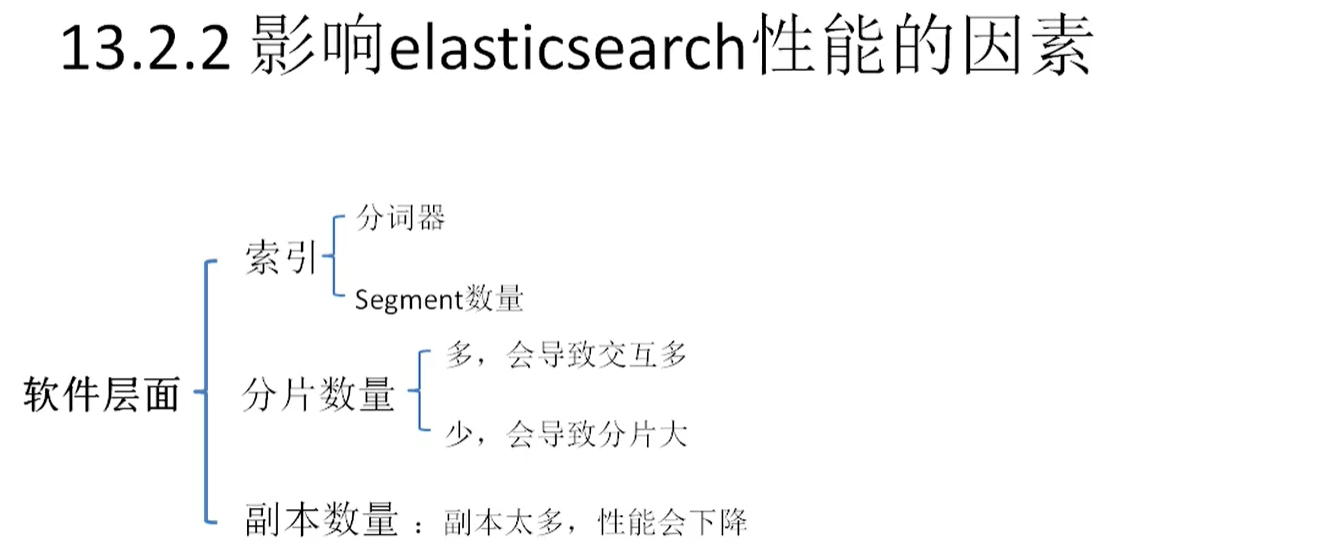 13.2.2 影响elasticsearch性能的因素
分词器
索引
Segment数量
多，会导致交互多
软件层面
分片数量
少，会导致分片大
副本数量 ：副本太多，性能会下降